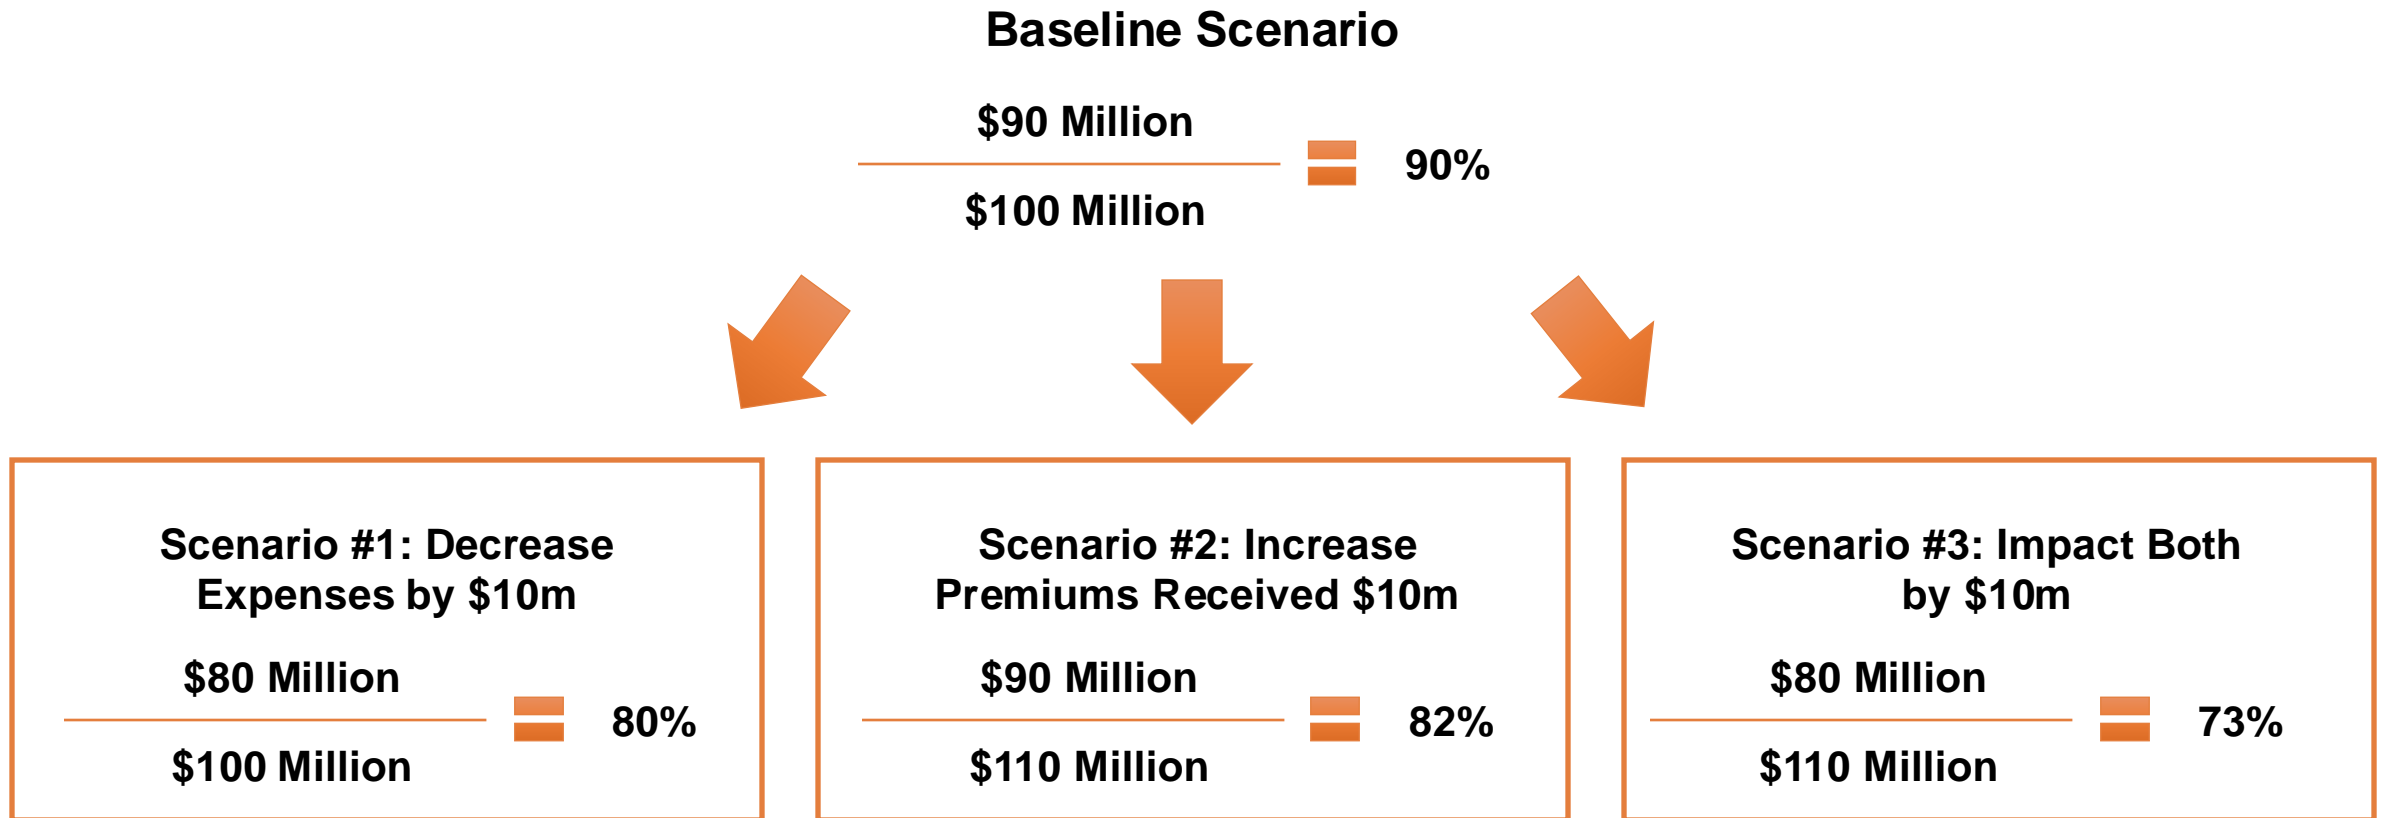 Baseline Scenario
$90 Million
90%
$100 Million
Scenario #1: Decrease
Expenses by $10m
$80 Million
80%
$100 Million
Scenario #2: Increase
Premiums Received $10m
$90 Million
82%
$110 Million
Scenario #3: Impact Both
by $10m
$80 Million
73%
$110 Million